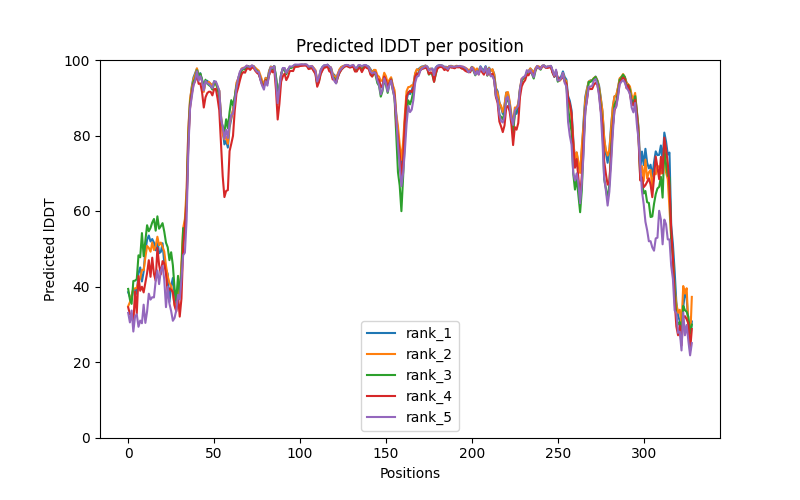 Predicted lDDT per position
100
80
60
40
20
0
Predicted lDDT
0 50 100 150 200 250 300
Positions
rank_1
rank_2
rank_3
rank_4
rank_5